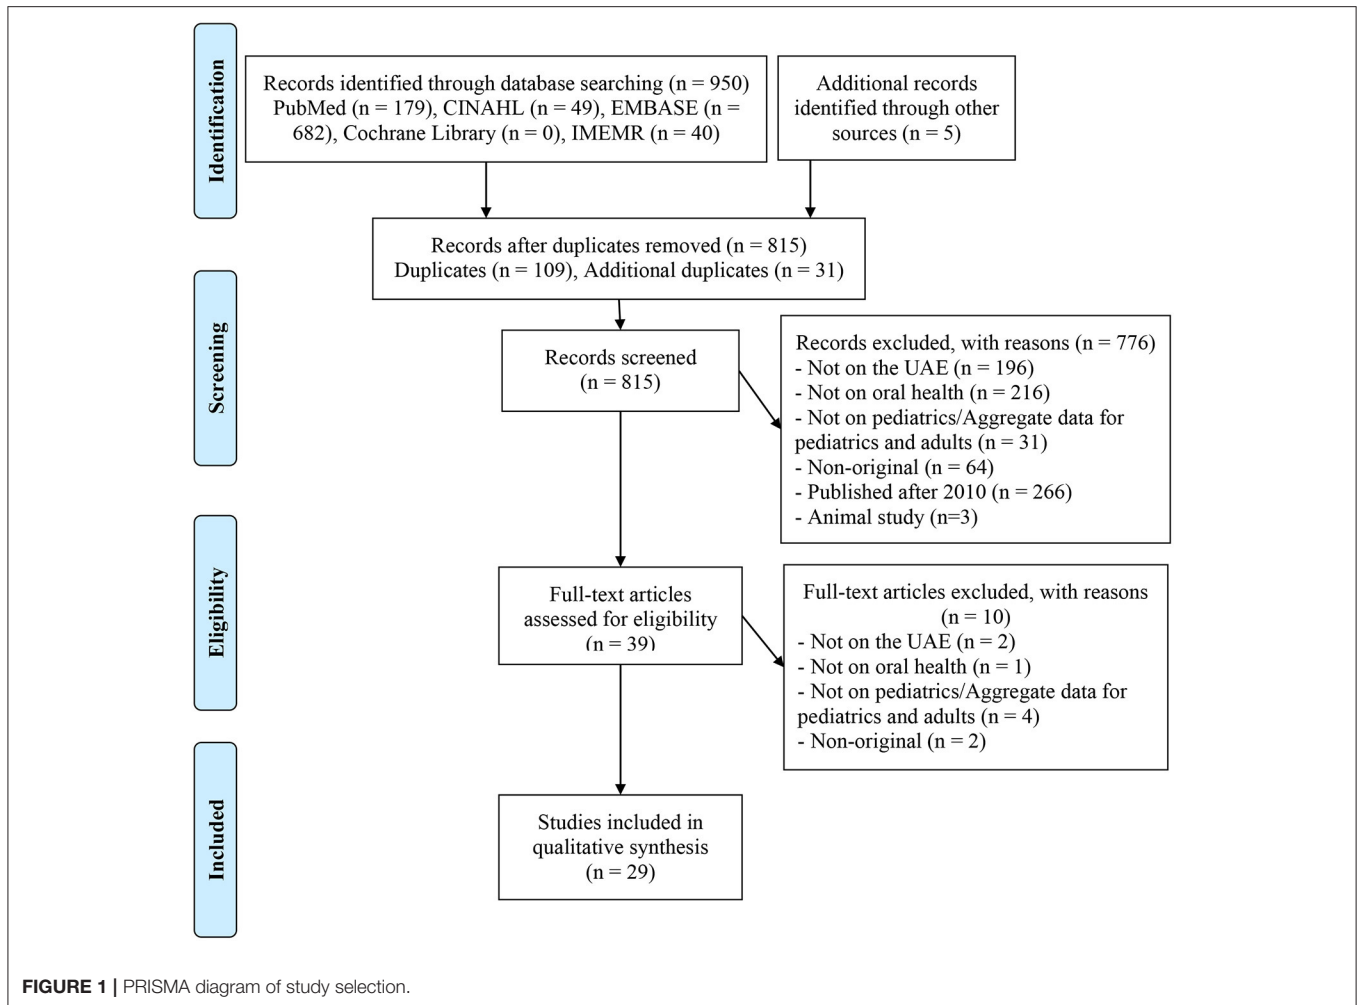 Identification
Records identified through database searching (n = 950)
PubMed (n = 179), CINAHL (n = 49), EMBASE (n =
682), Cochrane Library (n = 0), IMEMR (n = 40)
Additional records
identified through other
sources (n = 5)
Records after duplicates removed (n = 815)
Duplicates (n = 109), Additional duplicates (n = 31)
Screening
Records screened
(n = 815)
Records excluded, with reasons (n = 776)
- Not on the UAE (n = 196)
- Not on oral health (n = 216)
- Not on pediatrics/Aggregate data for
pediatrics and adults (n = 31)
- Non-original (n = 64)
- Published after 2010 (n = 266)
- Animal study (n=3)
Eligibility
Full-text articles
assessed for eligibility
(n = 39)
Full-text articles excluded, with reasons
(n = 10)
- Not on the UAE (n = 2)
- Not on oral health (n = 1)
- Not on pediatrics/Aggregate data for
pediatrics and adults (n = 4)
- Non-original (n = 2)
Included
Studies included in
qualitative synthesis
(n = 29)
FIGURE 1 | PRISMA diagram of study selection.